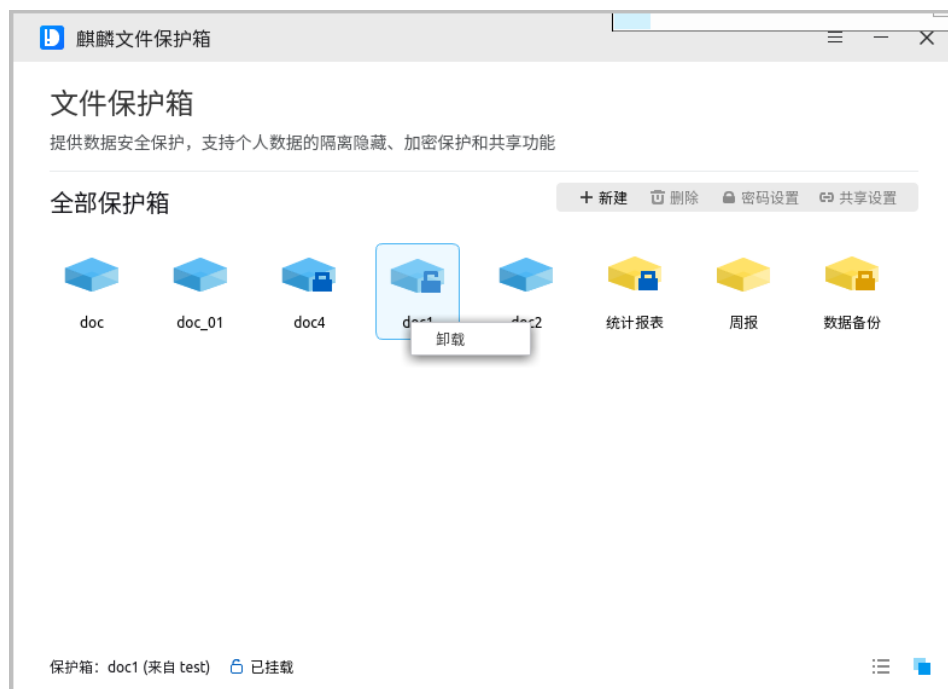 麒麟文件保护箱
文件保护箱
提供数据安全保护，支持个人数据的隔离隐藏、加密保护和共享功能
全部保护箱
新建 删除 密码设置 共享设置
doc doc_01 doc4 doc1 doc2 统计报表 周报 数据备份
卸载
保护箱：doc1 (来自 test) 已挂载